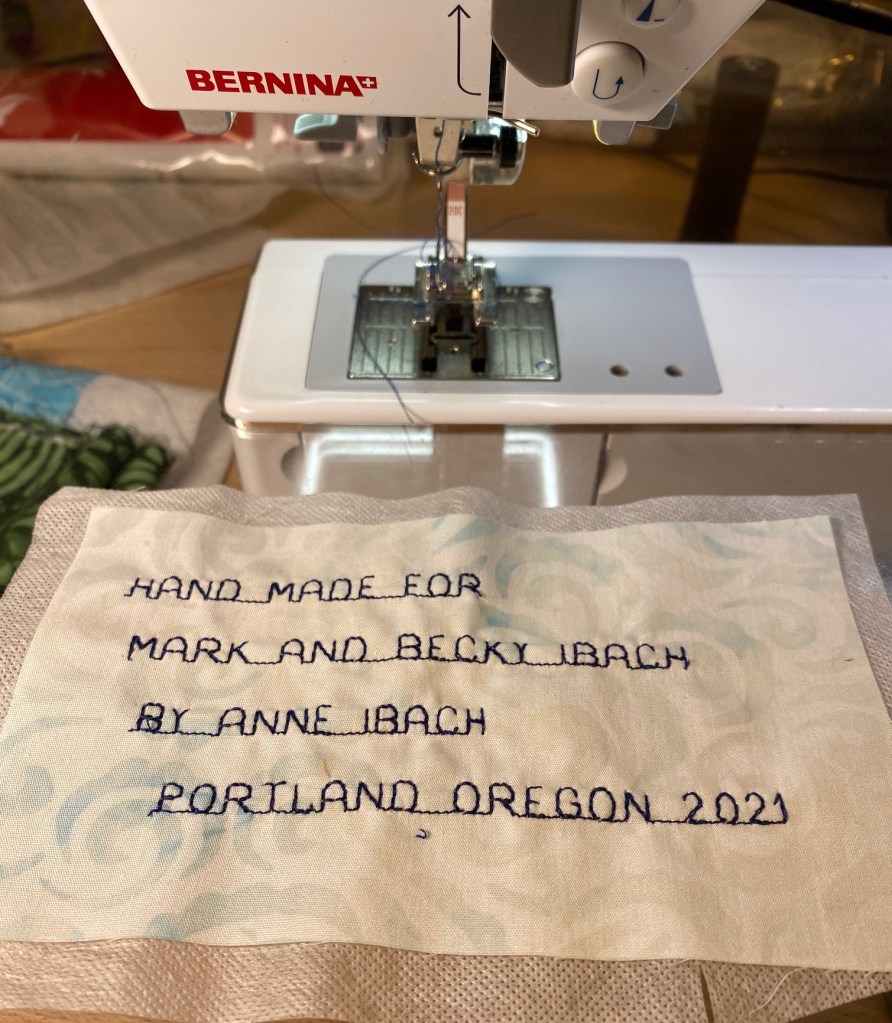 BERNINA
HAND MADE FOR
MARK AND BECKY IBACH
BY ANNE IBACH
PORTLAND OREGON 2021